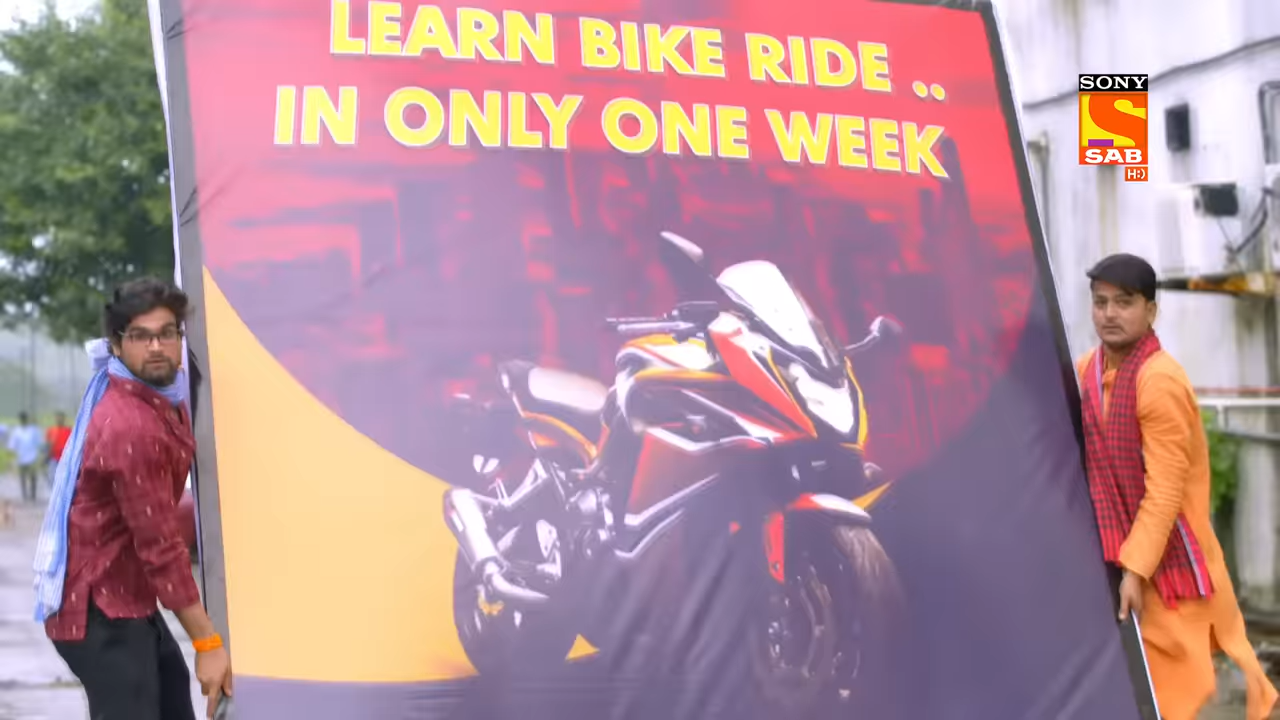 LEARN BIKE RIDE ..
IN ONLY ONE WEEK
SONY
S
SAB
HD